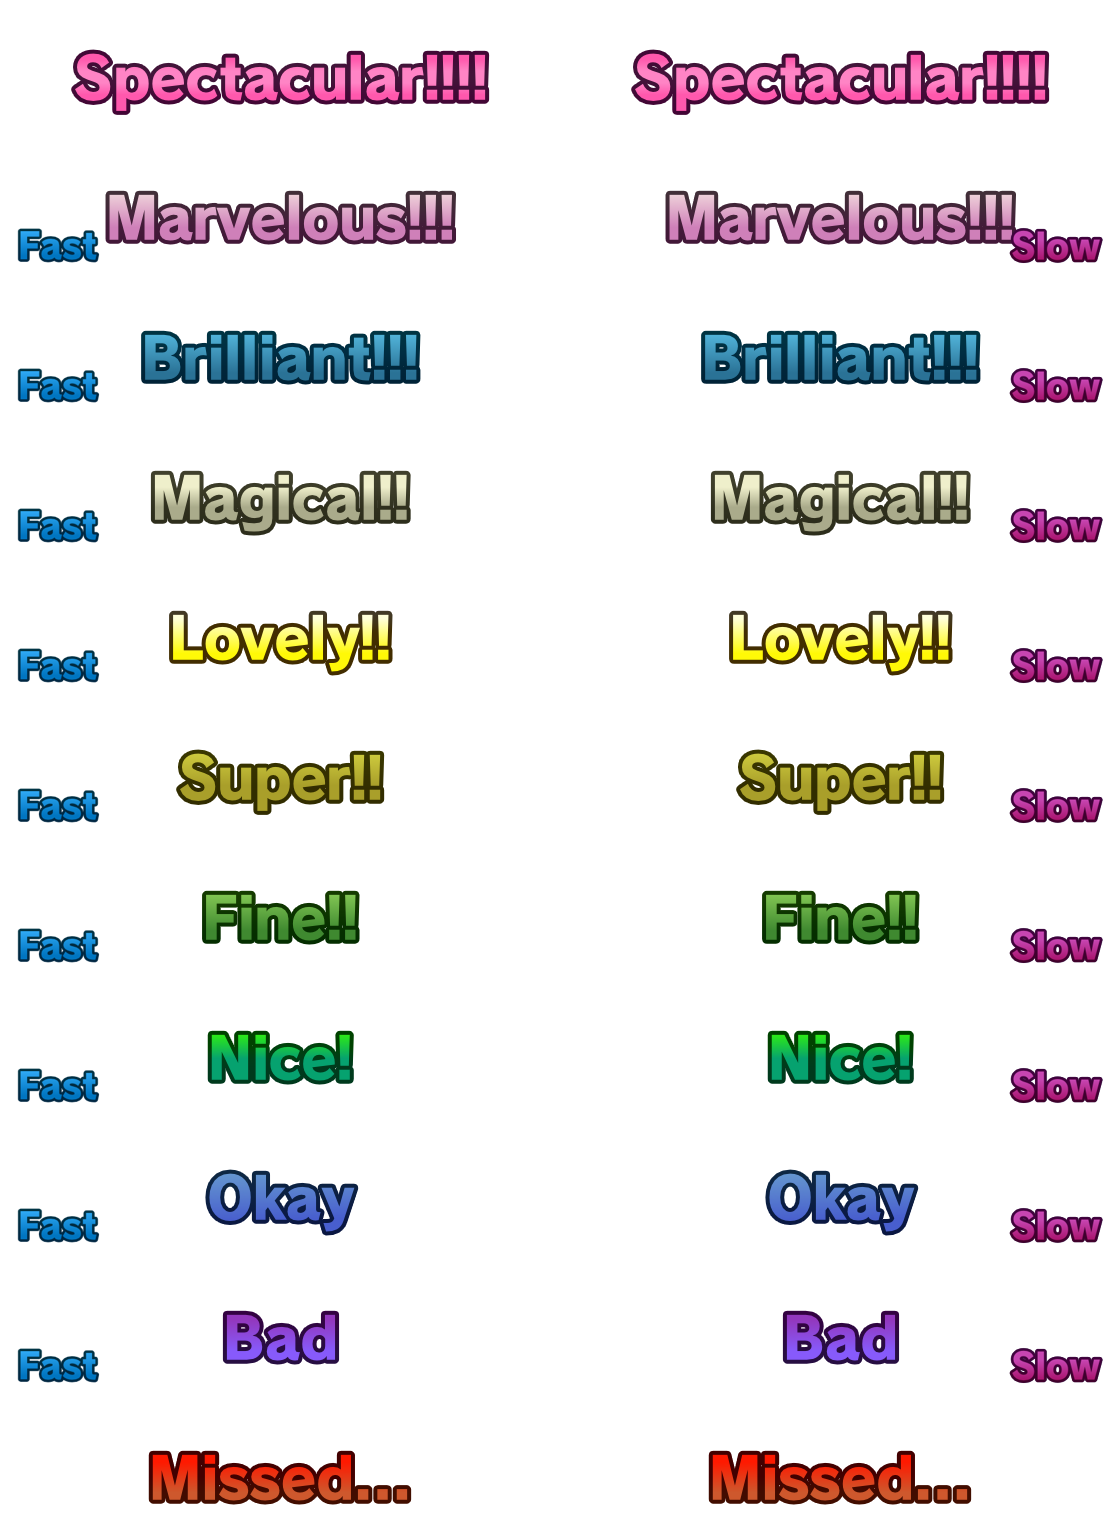 Spectacular!!!! Spectacular!!!!
Fast Marvelous!!! Marvelous!!! Slow
Fast Brilliant!!! Brilliant!!! Slow
Fast Magical!! Magical!! Slow
Fast Lovely!! Lovely!! Slow
Fast Super!! Super!! Slow
Fast Fine!! Fine!! Slow
Fast Nice! Nice! Slow
Fast Okay Okay Slow
Fast Bad Bad Slow
Missed... Missed...